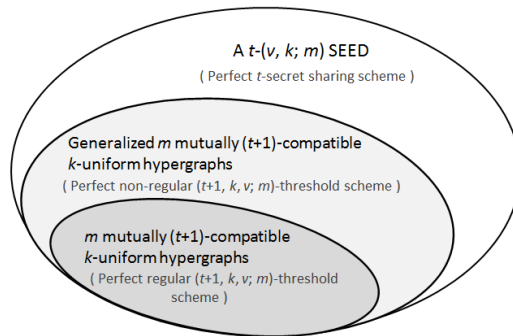 A t-(v, k; m) SEED
( Perfect t-secret sharing scheme )
Generalized m mutually (t+1)-compatible
k-uniform hypergraphs
( Perfect non-regular (t+1, k, v; m)-threshold scheme )
m mutually (t+1)-compatible
k-uniform hypergraphs
( Perfect regular (t+1, k, v; m)-threshold
scheme )